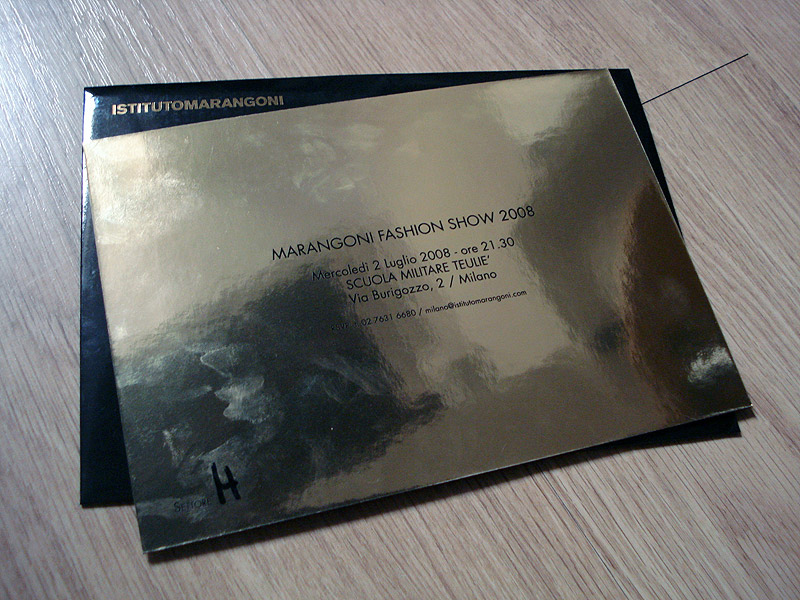 ISTITUTOMARANGONI
MARANGONI FASHION SHOW 2008
Mercoledì 2 Luglio 2008 - ore 21.30
SCUOLA MILITARE TEULIE'
Via Burigozzo, 2 / Milano
02 7631 6680 / milano@istitutomarangoni.com
SETTORE H